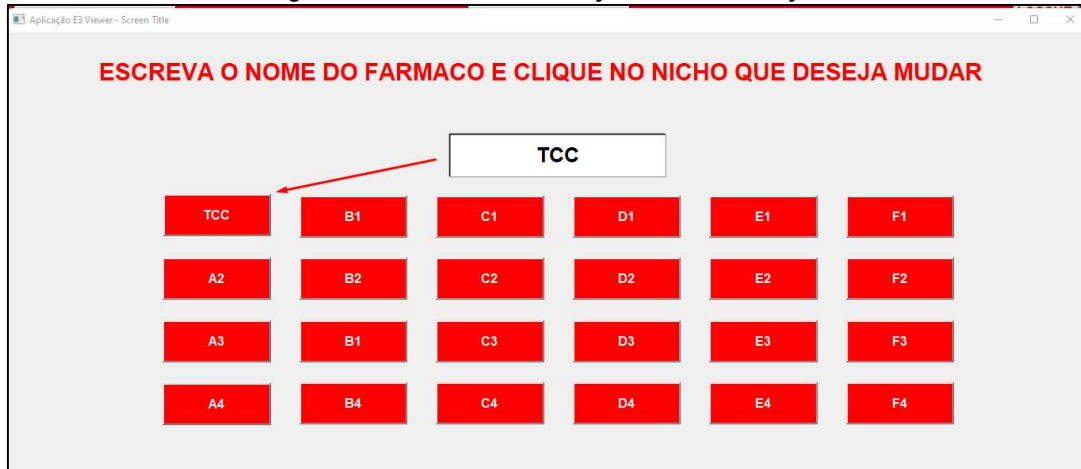 Aplicação E3 Viewer - Screen Title
ESCREVA O NOME DO FARMACO E CLIQUE NO NICHO QUE DESEJA MUDAR
TCC
TCC B1 C1 D1 E1 F1
A2 B2 C2 D2 E2 F2
A3 B1 C3 D3 E3 F3
A4 B4 C4 D4 E4 F4